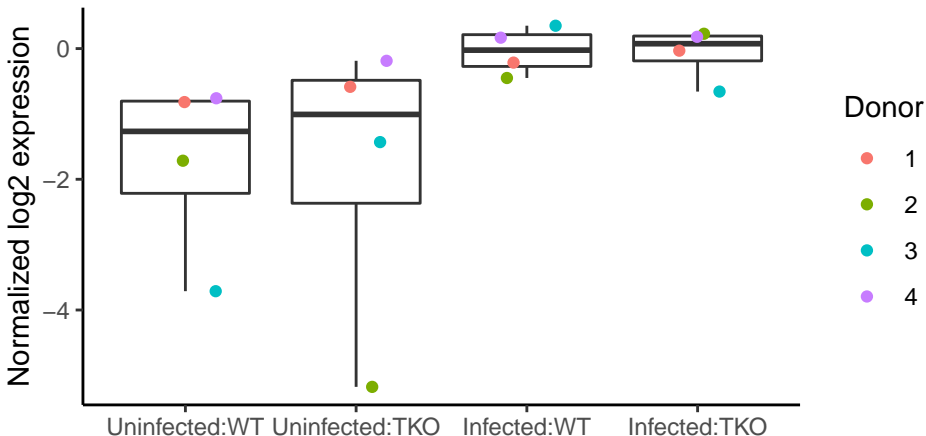 Normalized log2 expression
0
−2
−4
Uninfected:WT
Uninfected:TKO
Infected:WT
Infected:TKO
Donor
1
2
3
4